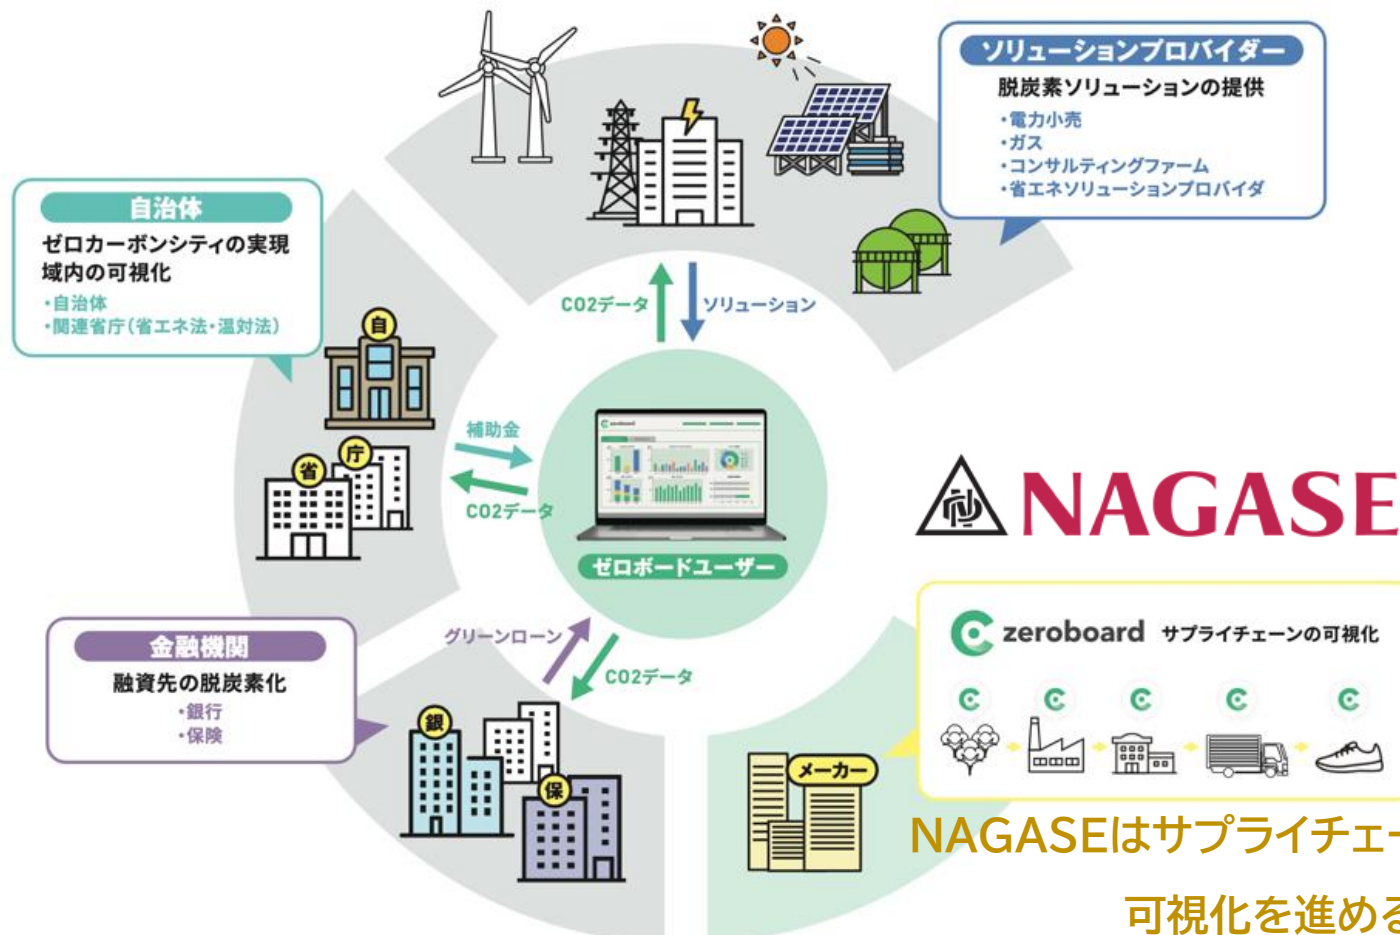 ソリューションプロバイダー
脱炭素ソリューションの提供
・電力小売
・ガス
・コンサルティングファーム
・省エネソリューションプロバイダ
自治体
ゼロカーボンシティの実現
域内の可視化
・自治体
・関連省庁(省エネ法・温対法)
CO2データ
ソリューション
自
補助金
庁
省
CO2データ
zeroboard
ゼロボードユーザー
NAGASE
金融機関
融資先の脱炭素化
・銀行
・保険
グリーンローン
CO2データ
zeroboard サプライチェーンの可視化
銀
保
メーカー
NAGASEはサプライチェー
可視化を進める